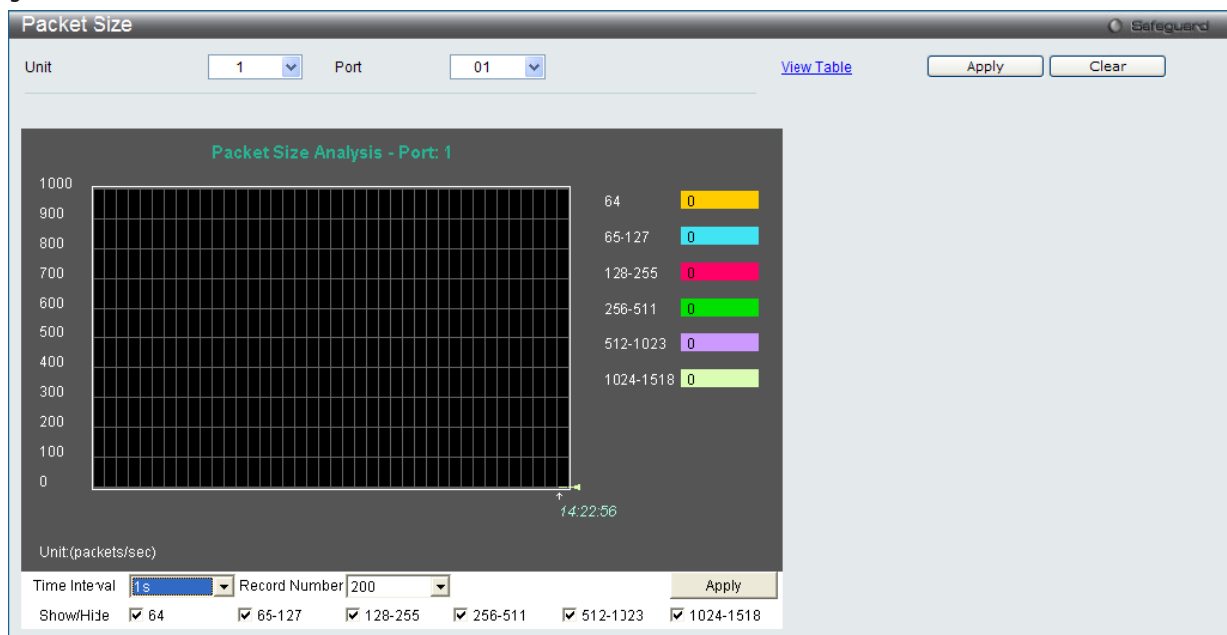 Packet Size
Safeguard
Unit 1 Port 01 View Table Apply Clear
Packet Size Analysis - Port: 1
1000
900
800
700
600
500
400
300
200
100
0
64 0
65-127 0
128-255 0
256-511 0
512-1023 0
1024-1518 0
14:22:56
Unit:(packets/sec)
Time Interval 1s Record Number 200 Apply
Show/Hide 64 65-127 128-255 256-511 512-1023 1024-1518